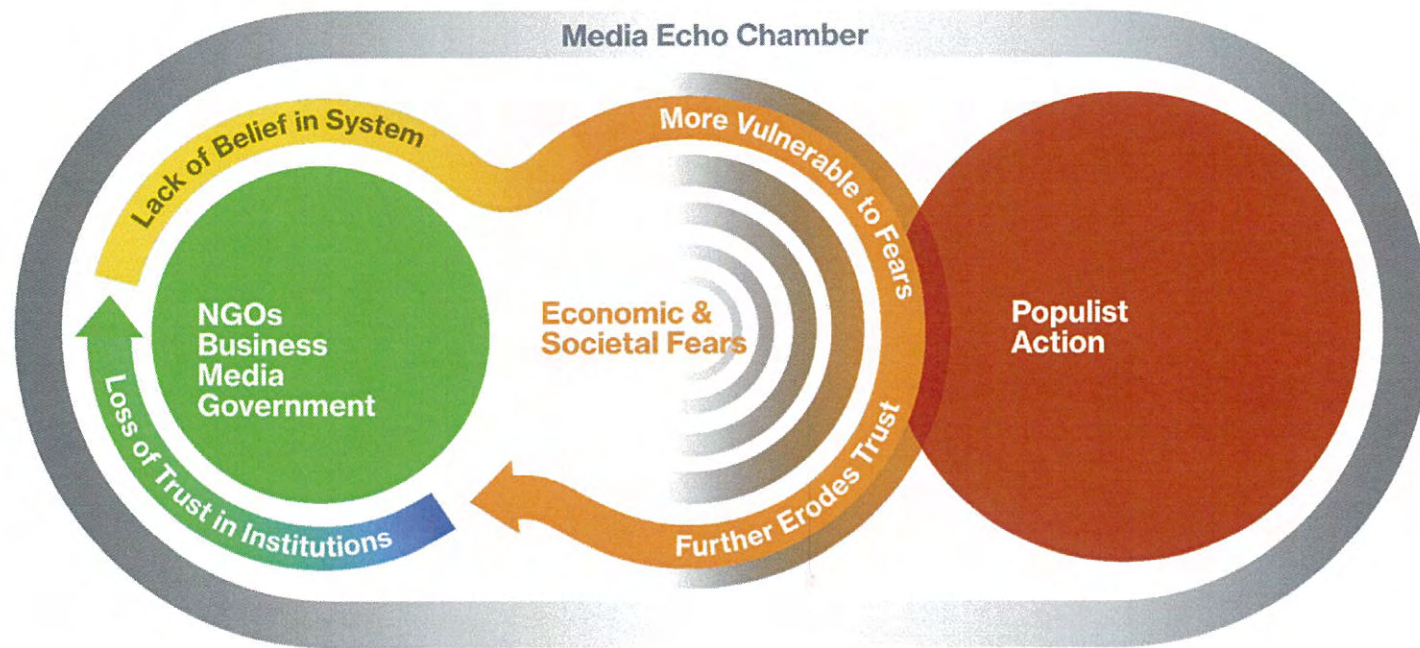 Media Echo Chamber
Lack of Belief in System
More Vulnerable to Fears
NGOs
Business
Media
Government
Economic &
Societal Fears
Populist
Action
Loss of Trust in Institutions
Further Erodes Trust